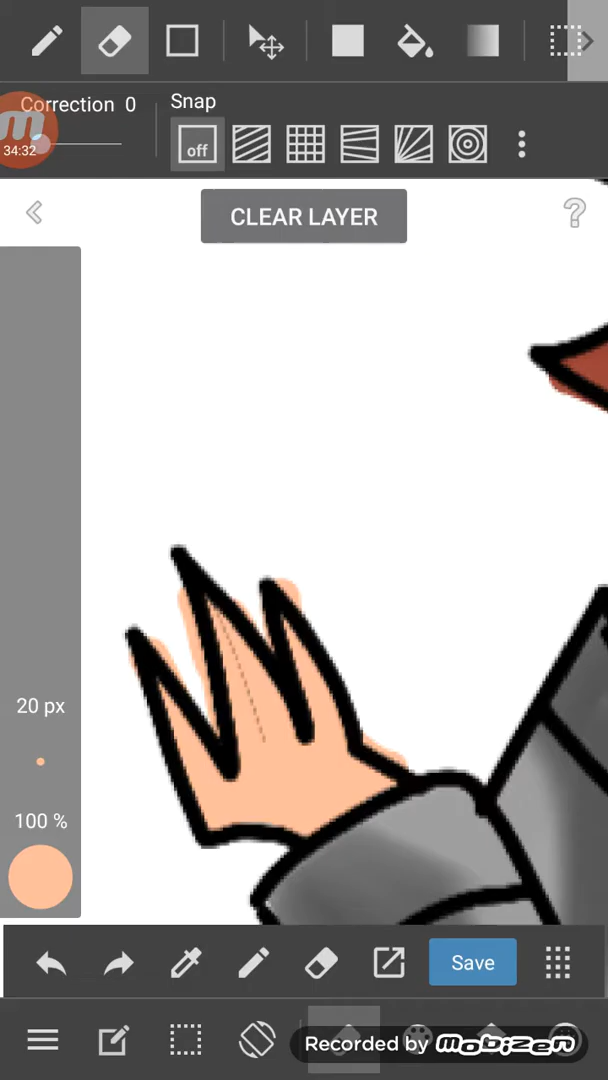 Correction 0
Snap
off
34:32
CLEAR LAYER
?
20 px
100 %
Save
Recorded by mobizen